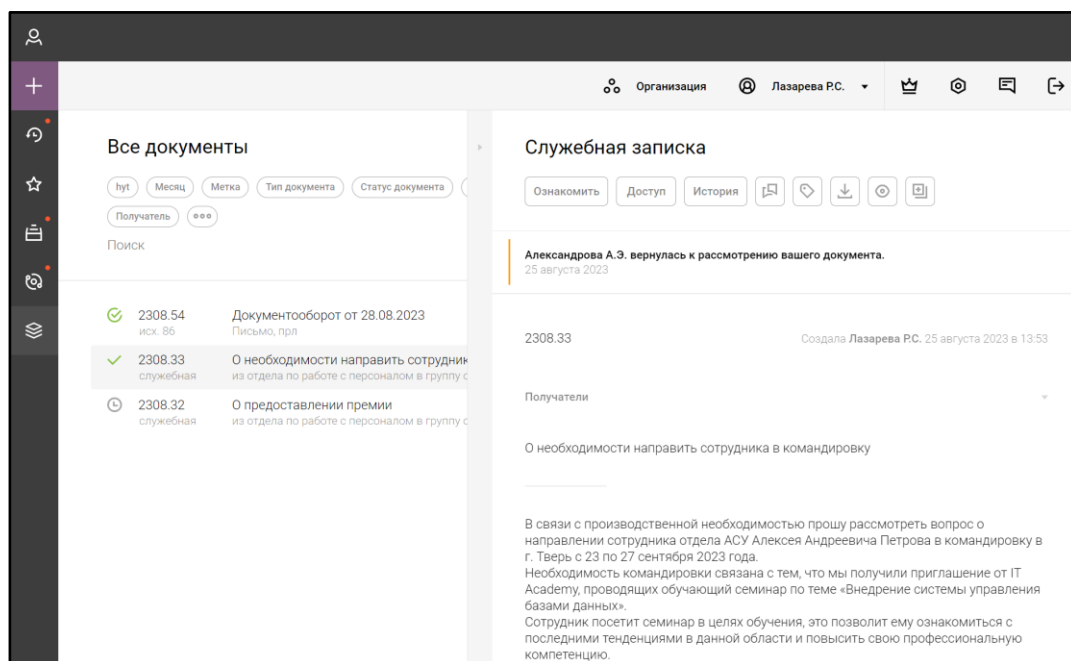 Организация
Лазарева Р.С.
Все документы
hyt
Месяц
Метка
Тип документа
Статус документа
Получатель
Поиск
2308.54
Документооборот от 28.08.2023
исх. 86
Письмо, прл
2308.33
О необходимости направить сотрудник
служебная
из отдела по работе с персоналом в группу с
2308.32
О предоставлении премии
служебная
из отдела по работе с персоналом в группу с
Служебная записка
Ознакомить
Доступ
История
Александрова А.Э. вернулась к рассмотрению вашего документа.
25 августа 2023
2308.33
Создала Лазарева Р.С. 25 августа 2023 в 13:53
Получатели
О необходимости направить сотрудника в командировку
В связи с производственной необходимостью прошу рассмотреть вопрос о
направлении сотрудника отдела АСУ Алексея Андреевича Петрова в командировку в
г. Тверь с 23 по 27 сентября 2023 года.
Необходимость командировки связана с тем, что мы получили приглашение от IT
Academy, проводящих обучающий семинар по теме «Внедрение системы управления
базами данных».
Сотрудник посетит семинар в целях обучения, это позволит ему ознакомиться с
последними тенденциями в данной области и повысить свою профессиональную
компетенцию.